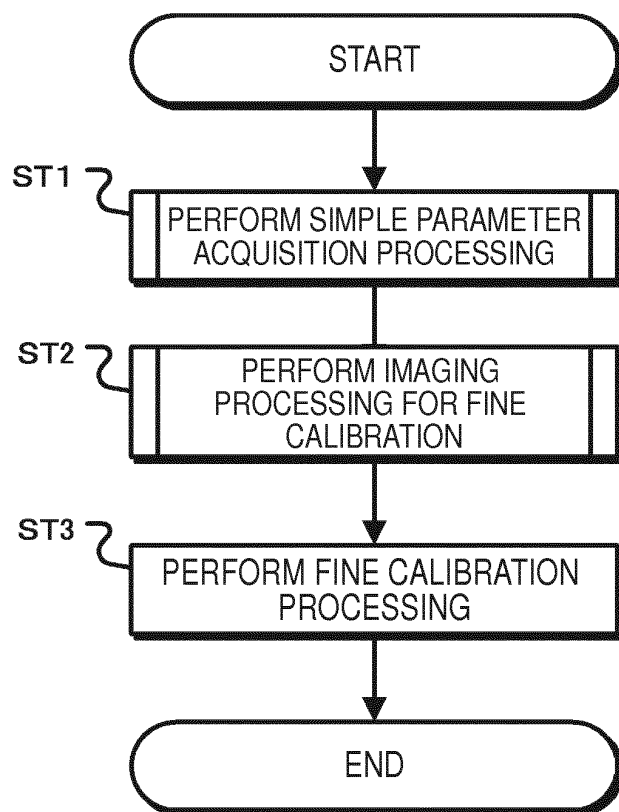 START
ST1
PERFORM SIMPLE PARAMETER
ACQUISITION PROCESSING
ST2
PERFORM IMAGING
PROCESSING FOR FINE
CALIBRATION
ST3
PERFORM FINE CALIBRATION
PROCESSING
END